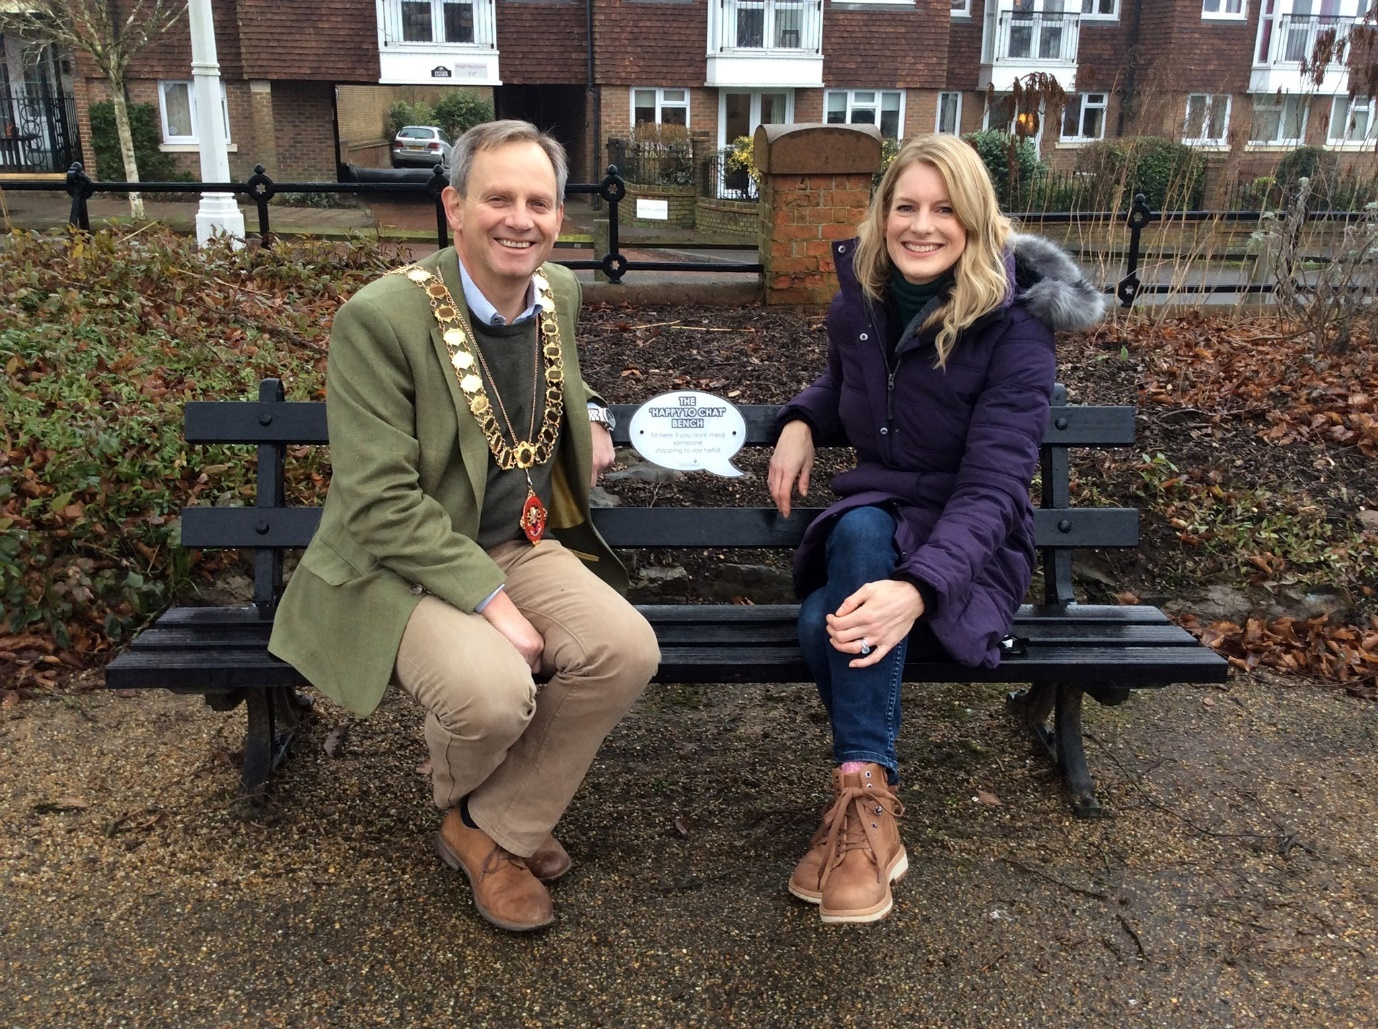 THE
'HAPPY TO CHAT'
BENCH
Sit here if you don't mind
someone
stopping to say hello!